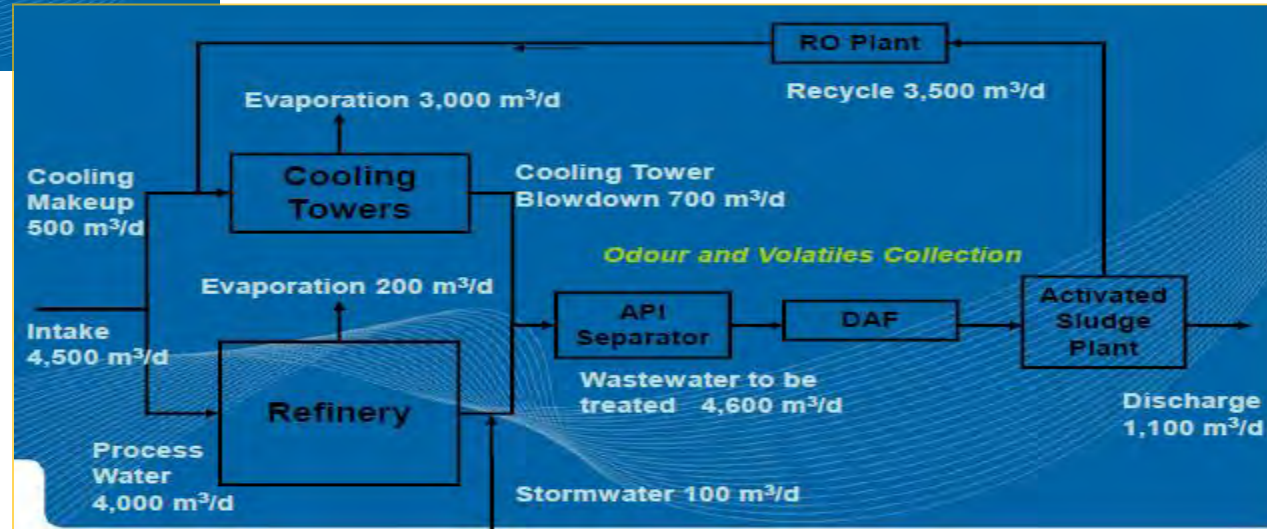 RO Plant
Recycle 3,500 m³/d
Evaporation 3,000 m³/d
Cooling
Makeup
500 m³/d
Cooling
Towers
Cooling Tower
Blowdown 700 m³/d
Odour and Volatiles Collection
Evaporation 200 m³/d
Intake
4,500 m³/d
API
Separator
DAF
Activated
Sludge
Plant
Wastewater to be
treated 4,600 m³/d
Discharge
1,100 m³/d
Refinery
Process
Water
4,000 m³/d
Stormwater 100 m³/d